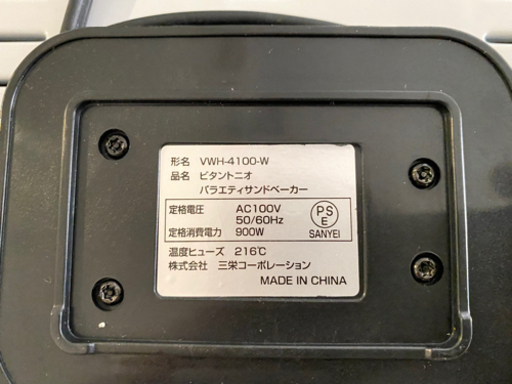 形名 VWH-4100-W
品名 ビタントニオ
バラエティサンドベーカー
定格電圧 AC100V
50/60Hz
定格消費電力 900W
PS
E
SANYEI
温度ヒューズ 216℃
株式会社 三栄コーポレーション
MADE IN CHINA